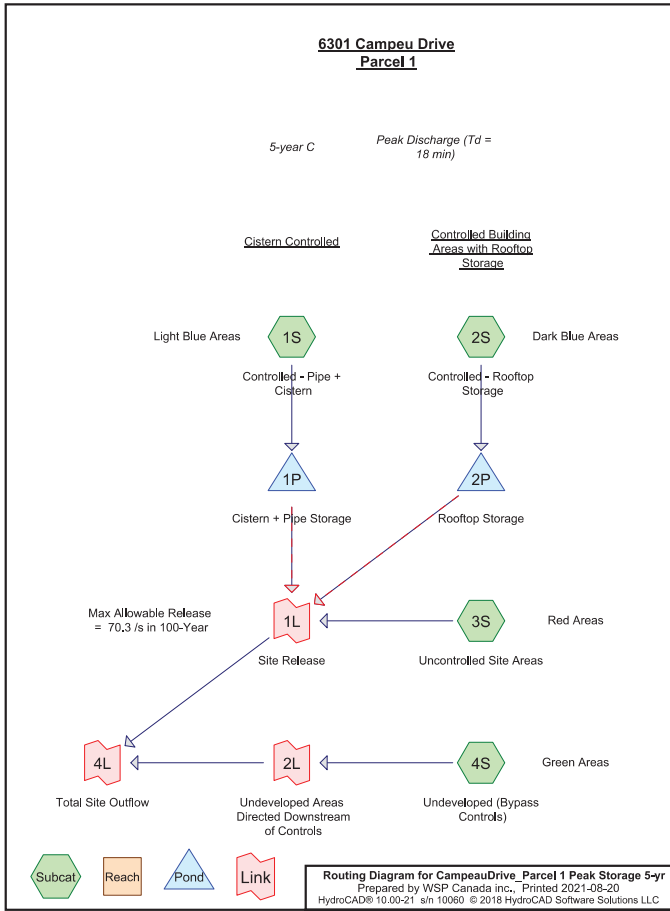 6301 Campeu Drive
Parcel 1
5-year C
Peak Discharge (Td =
18 min)
Cistern Controlled
Controlled Building
Areas with Rooftop
Storage
Light Blue Areas
1S
2S
Dark Blue Areas
Controlled - Pipe +
Cistern
Controlled - Rooftop
Storage
1P
2P
Cistern + Pipe Storage
Rooftop Storage
Max Allowable Release
= 70.3 /s in 100-Year
1L
3S
Red Areas
Site Release
Uncontrolled Site Areas
4L
2L
4S
Green Areas
Total Site Outflow
Undeveloped Areas
Directed Downstream
of Controls
Undeveloped (Bypass
Controls)
Subcat
Reach
Pond
Link
Routing Diagram for CampeauDrive_Parcel 1 Peak Storage 5-yr
Prepared by WSP Canada inc., Printed 2021-08-20
HydroCAD® 10.00-21 s/n 10060 © 2018 HydroCAD Software Solutions LLC